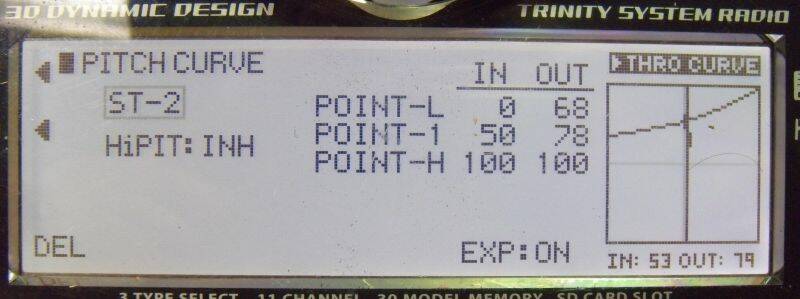 3D DYNAMIC DESIGN
TRINITY SYSTEM RADIO
PITCH CURVE
IN OUT
THRO CURVE
ST-2
POINT-L 0 68
POINT-1 50 78
HiPIT:INH
POINT-H 100 100
DEL
EXP:ON
IN: 53 OUT: 79
3 TYPE SELECT 11 CHANNEL 30 MODEL MEMORY SD CARD SLOT